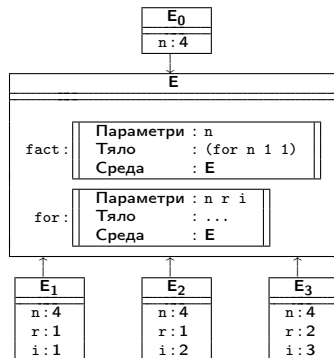 E₀
n : 4
E
fact :
Параметри : n
Тяло : (for n 1 1)
Среда : E
for :
Параметри : n r i
Тяло : ...
Среда : E
E₁ E₂ E₃
n : 4 n : 4 n : 4
r : 1 r : 1 r : 2
i : 1 i : 2 i : 3